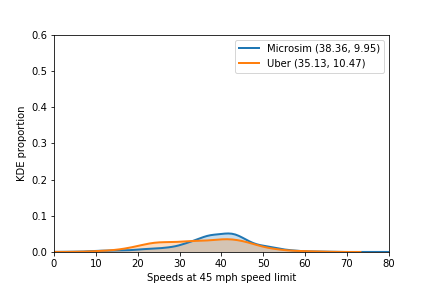 0.6
0.5
0.4
0.3
0.2
0.1
0.0
KDE proportion
Microsim (38.36, 9.95)
Uber (35.13, 10.47)
0 10 20 30 40 50 60 70 80
Speeds at 45 mph speed limit